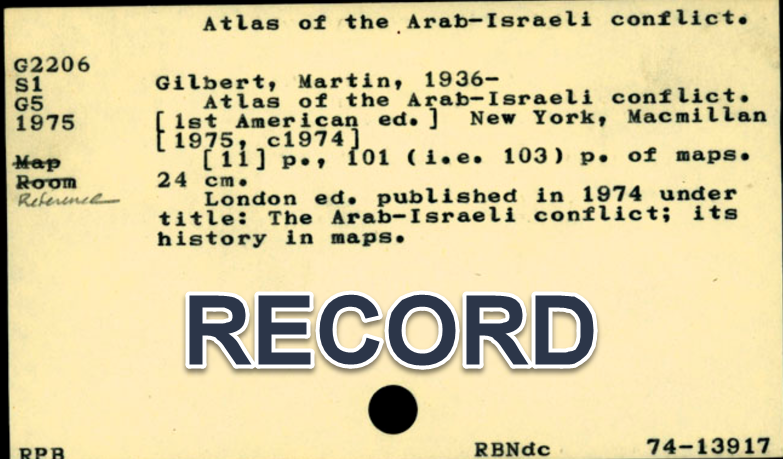 Atlas of the Arab-Israeli conflict.
G2206
S1 Gilbert, Martin, 1936-
G5 Atlas of the Arab-Israeli conflict.
1975 [1st American ed.] New York, Macmillan
[1975, c1974]
Map [11] p., 101 (i.e. 103) p. of maps.
Room 24 cm.
Reference London ed. published in 1974 under
title: The Arab-Israeli conflict; its
history in maps.
RECORD
RPB RBNdc 74-13917